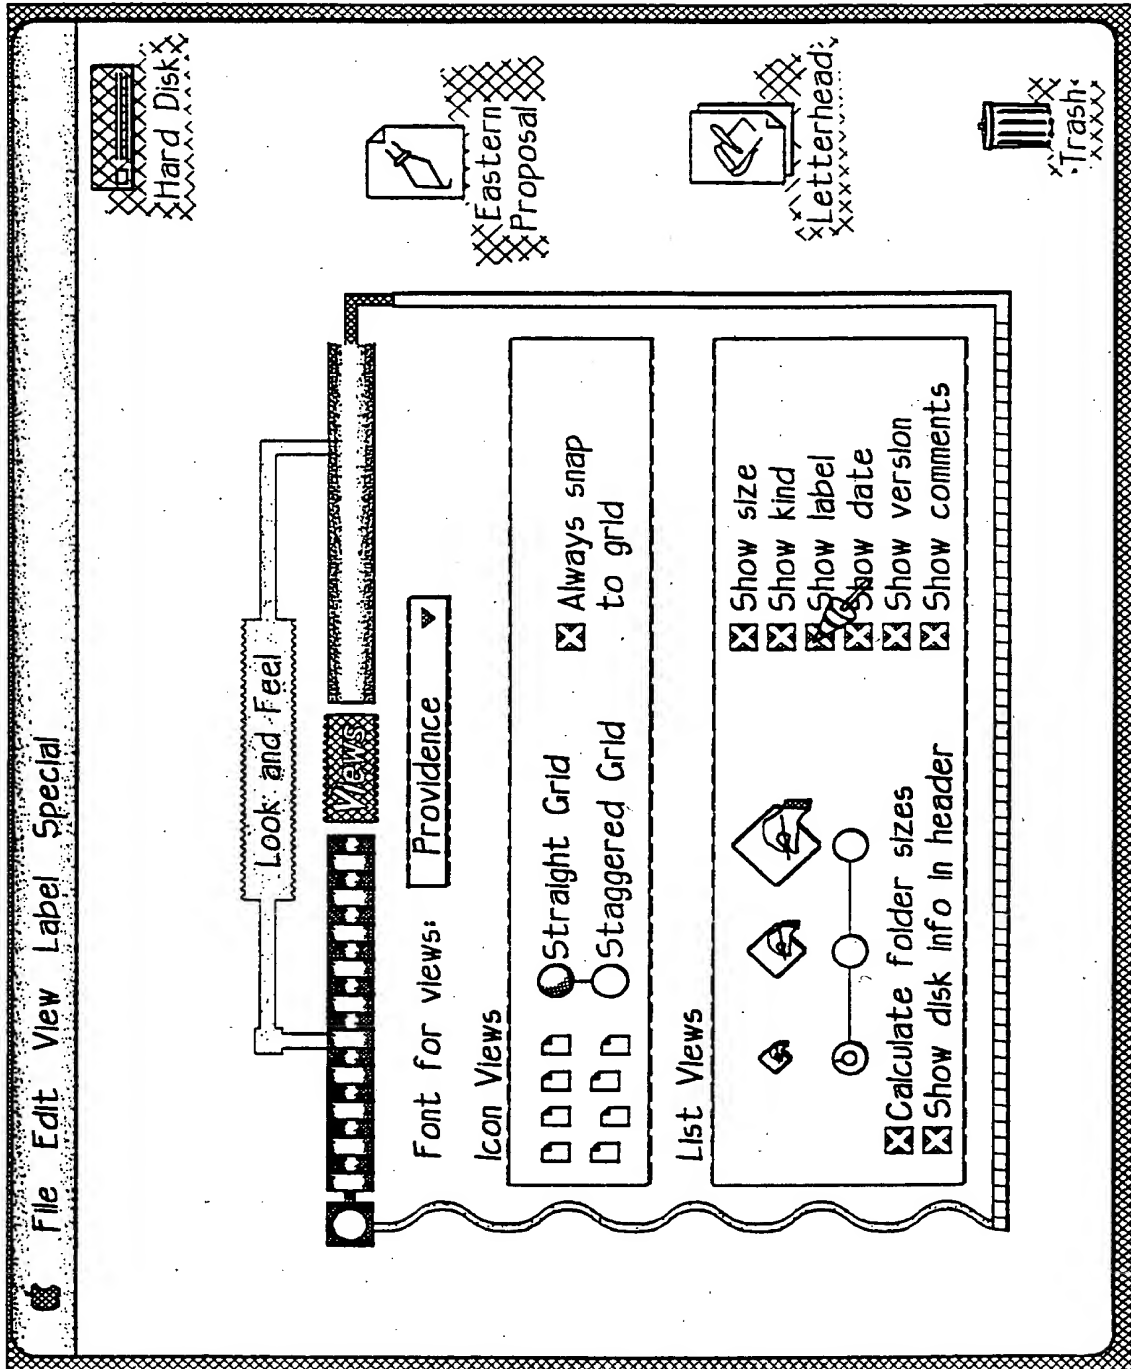 File Edit View Label Special
Hard Disk
Look and Feel
Views
Font for views: Providence
Eastern
Proposal
Icon Views
Straight Grid
Staggered Grid
Always snap
to grid
Letterhead
List Views
Show size
Show kind
Show label
Show date
Show version
Show comments
Calculate folder sizes
Show disk info in header
Trash